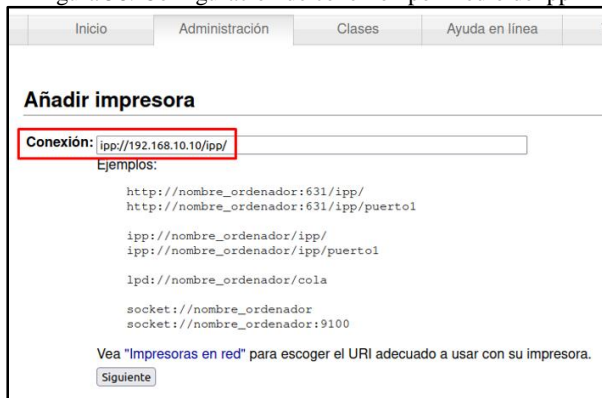 Inicio Administración Clases Ayuda en línea
Añadir impresora
Conexión: ipp://192.168.10.10/ipp/
Ejemplos:
http://nombre_ordenador:631/ipp/
http://nombre_ordenador:631/ipp/puerto1
ipp://nombre_ordenador/ipp/
ipp://nombre_ordenador/ipp/puerto1
lpd://nombre_ordenador/cola
socket://nombre_ordenador
socket://nombre_ordenador:9100
Vea "Impresoras en red" para escoger el URI adecuado a usar con su impresora.
Siguiente